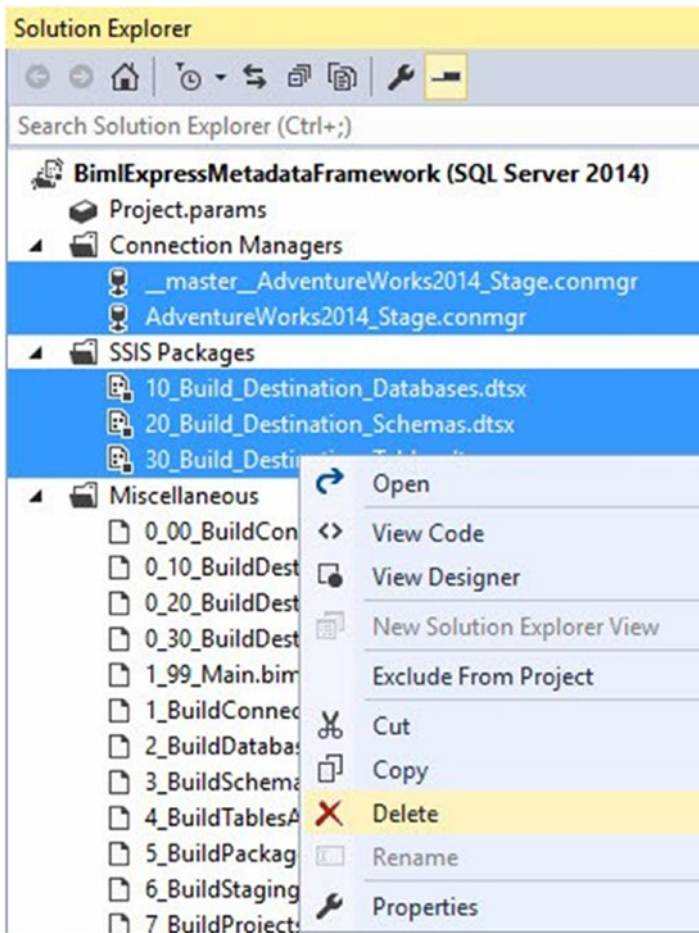 Solution Explorer
Search Solution Explorer (Ctrl+;)
BimlExpressMetadataFramework (SQL Server 2014)
Project.params
Connection Managers
__master__AdventureWorks2014_Stage.conmgr
AdventureWorks2014_Stage.conmgr
SSIS Packages
10_Build_Destination_Databases.dtsx
20_Build_Destination_Schemas.dtsx
30_Build_Desti
Miscellaneous
0_00_BuildCon
0_10_BuildDest
0_20_BuildDest
0_30_BuildDest
1_99_Main.bim
1_BuildConnec
2_BuildDataba
3_BuildSchema
4_BuildTablesA
5_BuildPackag
6_BuildStaging
7_BuildProjects
Open
View Code
View Designer
New Solution Explorer View
Exclude From Project
Cut
Copy
Delete
Rename
Properties